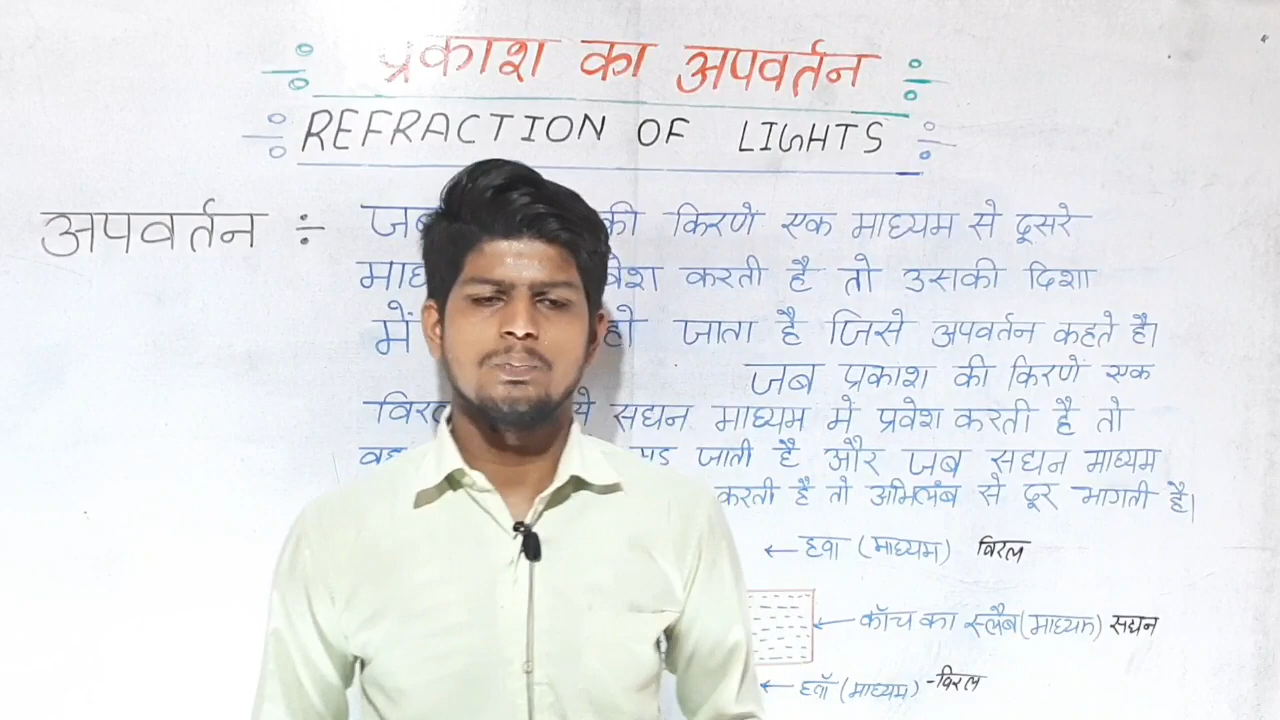 ÷ प्रकाश का अपवर्तन ÷
÷ REFRACTION OF LIGHTS ÷
अपवर्तन ÷ जब की किरणें एक माध्यम से दूसरे
करती है तो उसकी दिशा
में हो जाता है जिसे अपवर्तन कहते है।
जब प्रकाश की किरणें एक
सघन माध्यम में प्रवेश करती है तो
जाती है और जब सघन माध्यम
करती है तो अभिलंब से दूर भागती है।
← हवा (माध्यम) विरल
← काँच का स्लैब (माध्यम) सघन
← हवाँ (माध्यम) - विरल